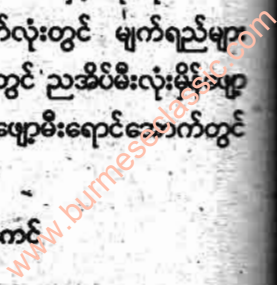 က်လုံးတွင် မျက်ရည်မျာ
တွင် ညအိပ်မီးလုံးမှိန်
ဖျော့မီးရောင်အောက်တွင်
ကင်
www.burmeseclassic.com